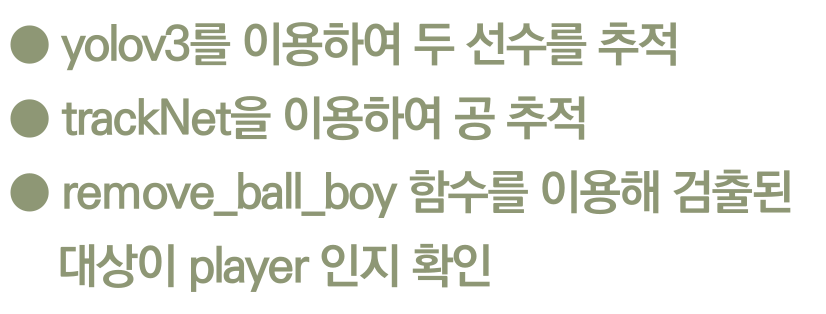 ● yolov3를 이용하여 두 선수를 추적
● trackNet을 이용하여 공 추적
● remove_ball_boy 함수를 이용해 검출된
대상이 player 인지 확인